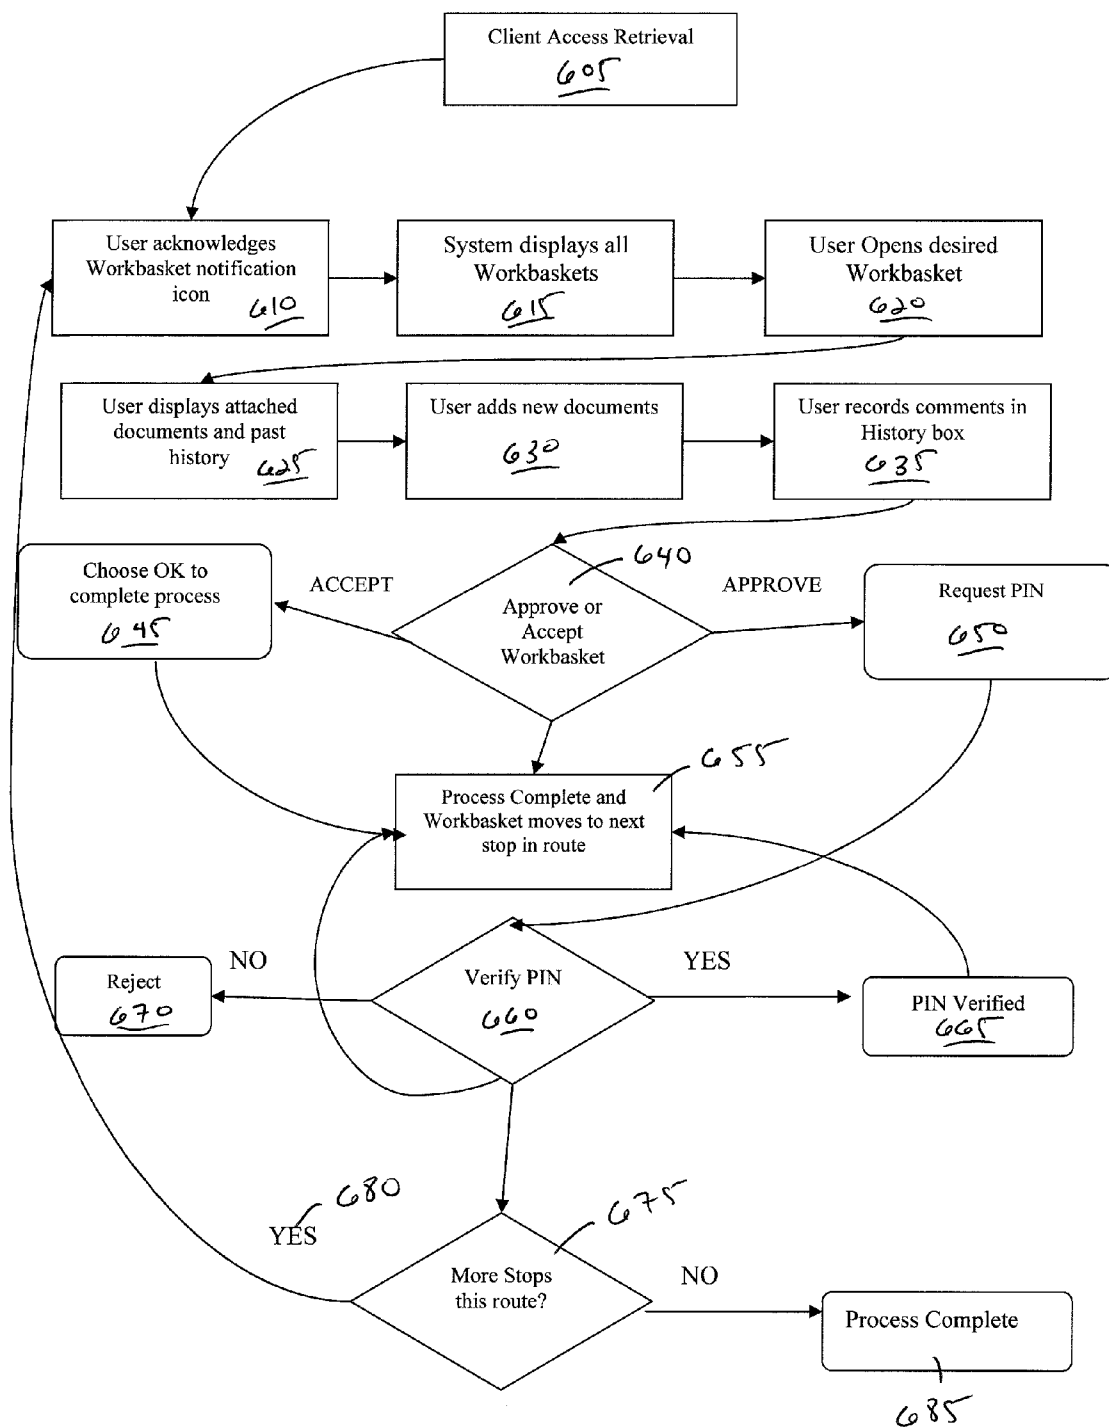 Client Access Retrieval
605
User acknowledges
Workbasket notification
icon
610
System displays all
Workbaskets
615
User Opens desired
Workbasket
620
User displays attached
documents and past
history
625
User adds new documents
630
User records comments in
History box
635
640
Choose OK to
complete process
645
ACCEPT
Approve or
Accept
Workbasket
APPROVE
Request PIN
650
655
Process Complete and
Workbasket moves to next
stop in route
NO
Reject
670
Verify PIN
660
YES
PIN Verified
665
680
YES
675
More Stops
this route?
NO
Process Complete
685